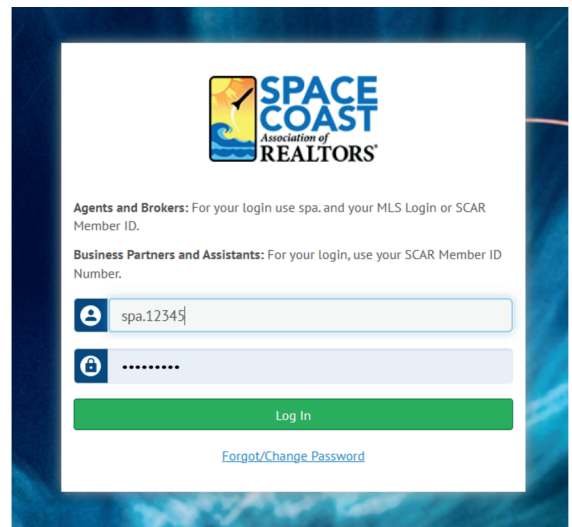 SPACE
COAST
Association of
REALTORS®
Agents and Brokers: For your login use spa. and your MLS Login or SCAR
Member ID.
Business Partners and Assistants: For your login, use your SCAR Member ID
Number.
spa.12345
•••••••••
Log In
Forgot/Change Password